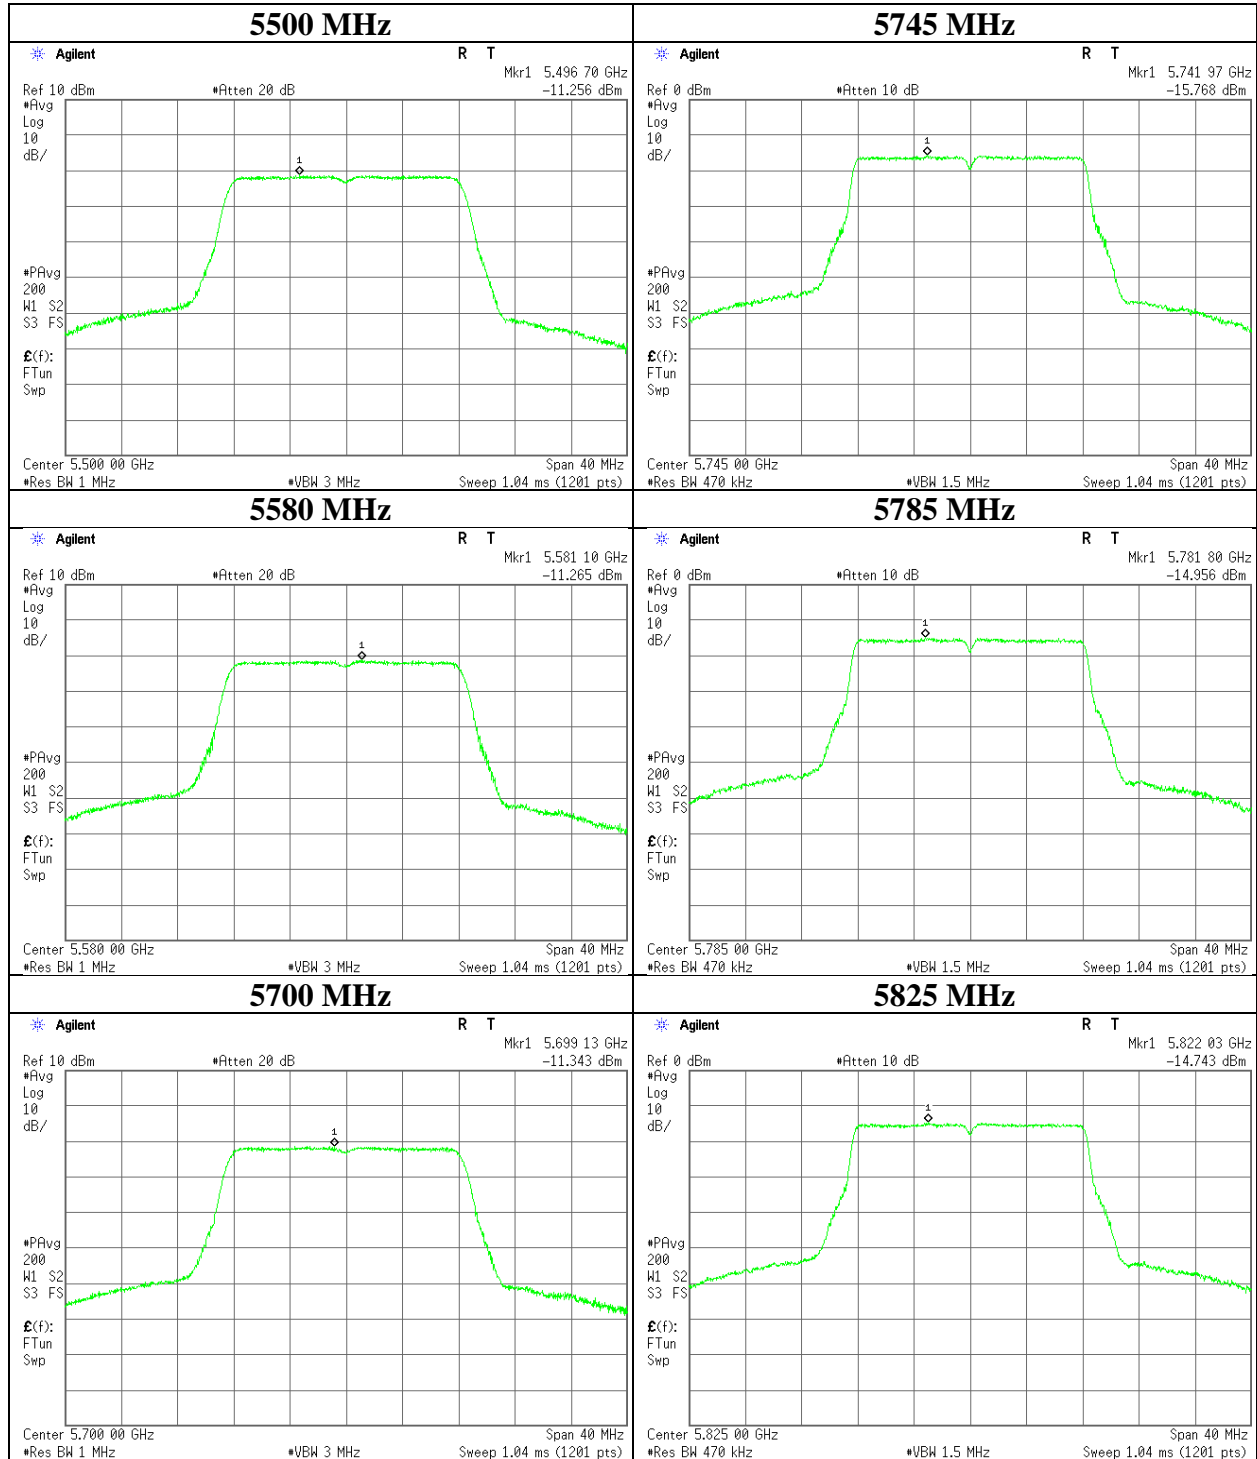 5500 MHz
Agilent R T
Mkr1 5.496 70 GHz
Ref 10 dBm #Atten 20 dB -11.256 dBm
#Avg
Log
10
dB/
1
#PAvg
200
W1 S2
S3 FS
£(f):
FTun
Swp
Center 5.500 00 GHz Span 40 MHz
#Res BW 1 MHz #VBW 3 MHz Sweep 1.04 ms (1201 pts)
5745 MHz
Agilent R T
Mkr1 5.741 97 GHz
Ref 0 dBm #Atten 10 dB -15.768 dBm
#Avg
Log
10
dB/
1
#PAvg
200
W1 S2
S3 FS
£(f):
FTun
Swp
Center 5.745 00 GHz Span 40 MHz
#Res BW 470 kHz #VBW 1.5 MHz Sweep 1.04 ms (1201 pts)
5580 MHz
Agilent R T
Mkr1 5.581 10 GHz
Ref 10 dBm #Atten 20 dB -11.265 dBm
#Avg
Log
10
dB/
1
#PAvg
200
W1 S2
S3 FS
£(f):
FTun
Swp
Center 5.580 00 GHz Span 40 MHz
#Res BW 1 MHz #VBW 3 MHz Sweep 1.04 ms (1201 pts)
5785 MHz
Agilent R T
Mkr1 5.781 80 GHz
Ref 0 dBm #Atten 10 dB -14.956 dBm
#Avg
Log
10
dB/
1
#PAvg
200
W1 S2
S3 FS
£(f):
FTun
Swp
Center 5.785 00 GHz Span 40 MHz
#Res BW 470 kHz #VBW 1.5 MHz Sweep 1.04 ms (1201 pts)
5700 MHz
Agilent R T
Mkr1 5.699 13 GHz
Ref 10 dBm #Atten 20 dB -11.343 dBm
#Avg
Log
10
dB/
1
#PAvg
200
W1 S2
S3 FS
£(f):
FTun
Swp
Center 5.700 00 GHz Span 40 MHz
#Res BW 1 MHz #VBW 3 MHz Sweep 1.04 ms (1201 pts)
5825 MHz
Agilent R T
Mkr1 5.822 03 GHz
Ref 0 dBm #Atten 10 dB -14.743 dBm
#Avg
Log
10
dB/
1
#PAvg
200
W1 S2
S3 FS
£(f):
FTun
Swp
Center 5.825 00 GHz Span 40 MHz
#Res BW 470 kHz #VBW 1.5 MHz Sweep 1.04 ms (1201 pts)